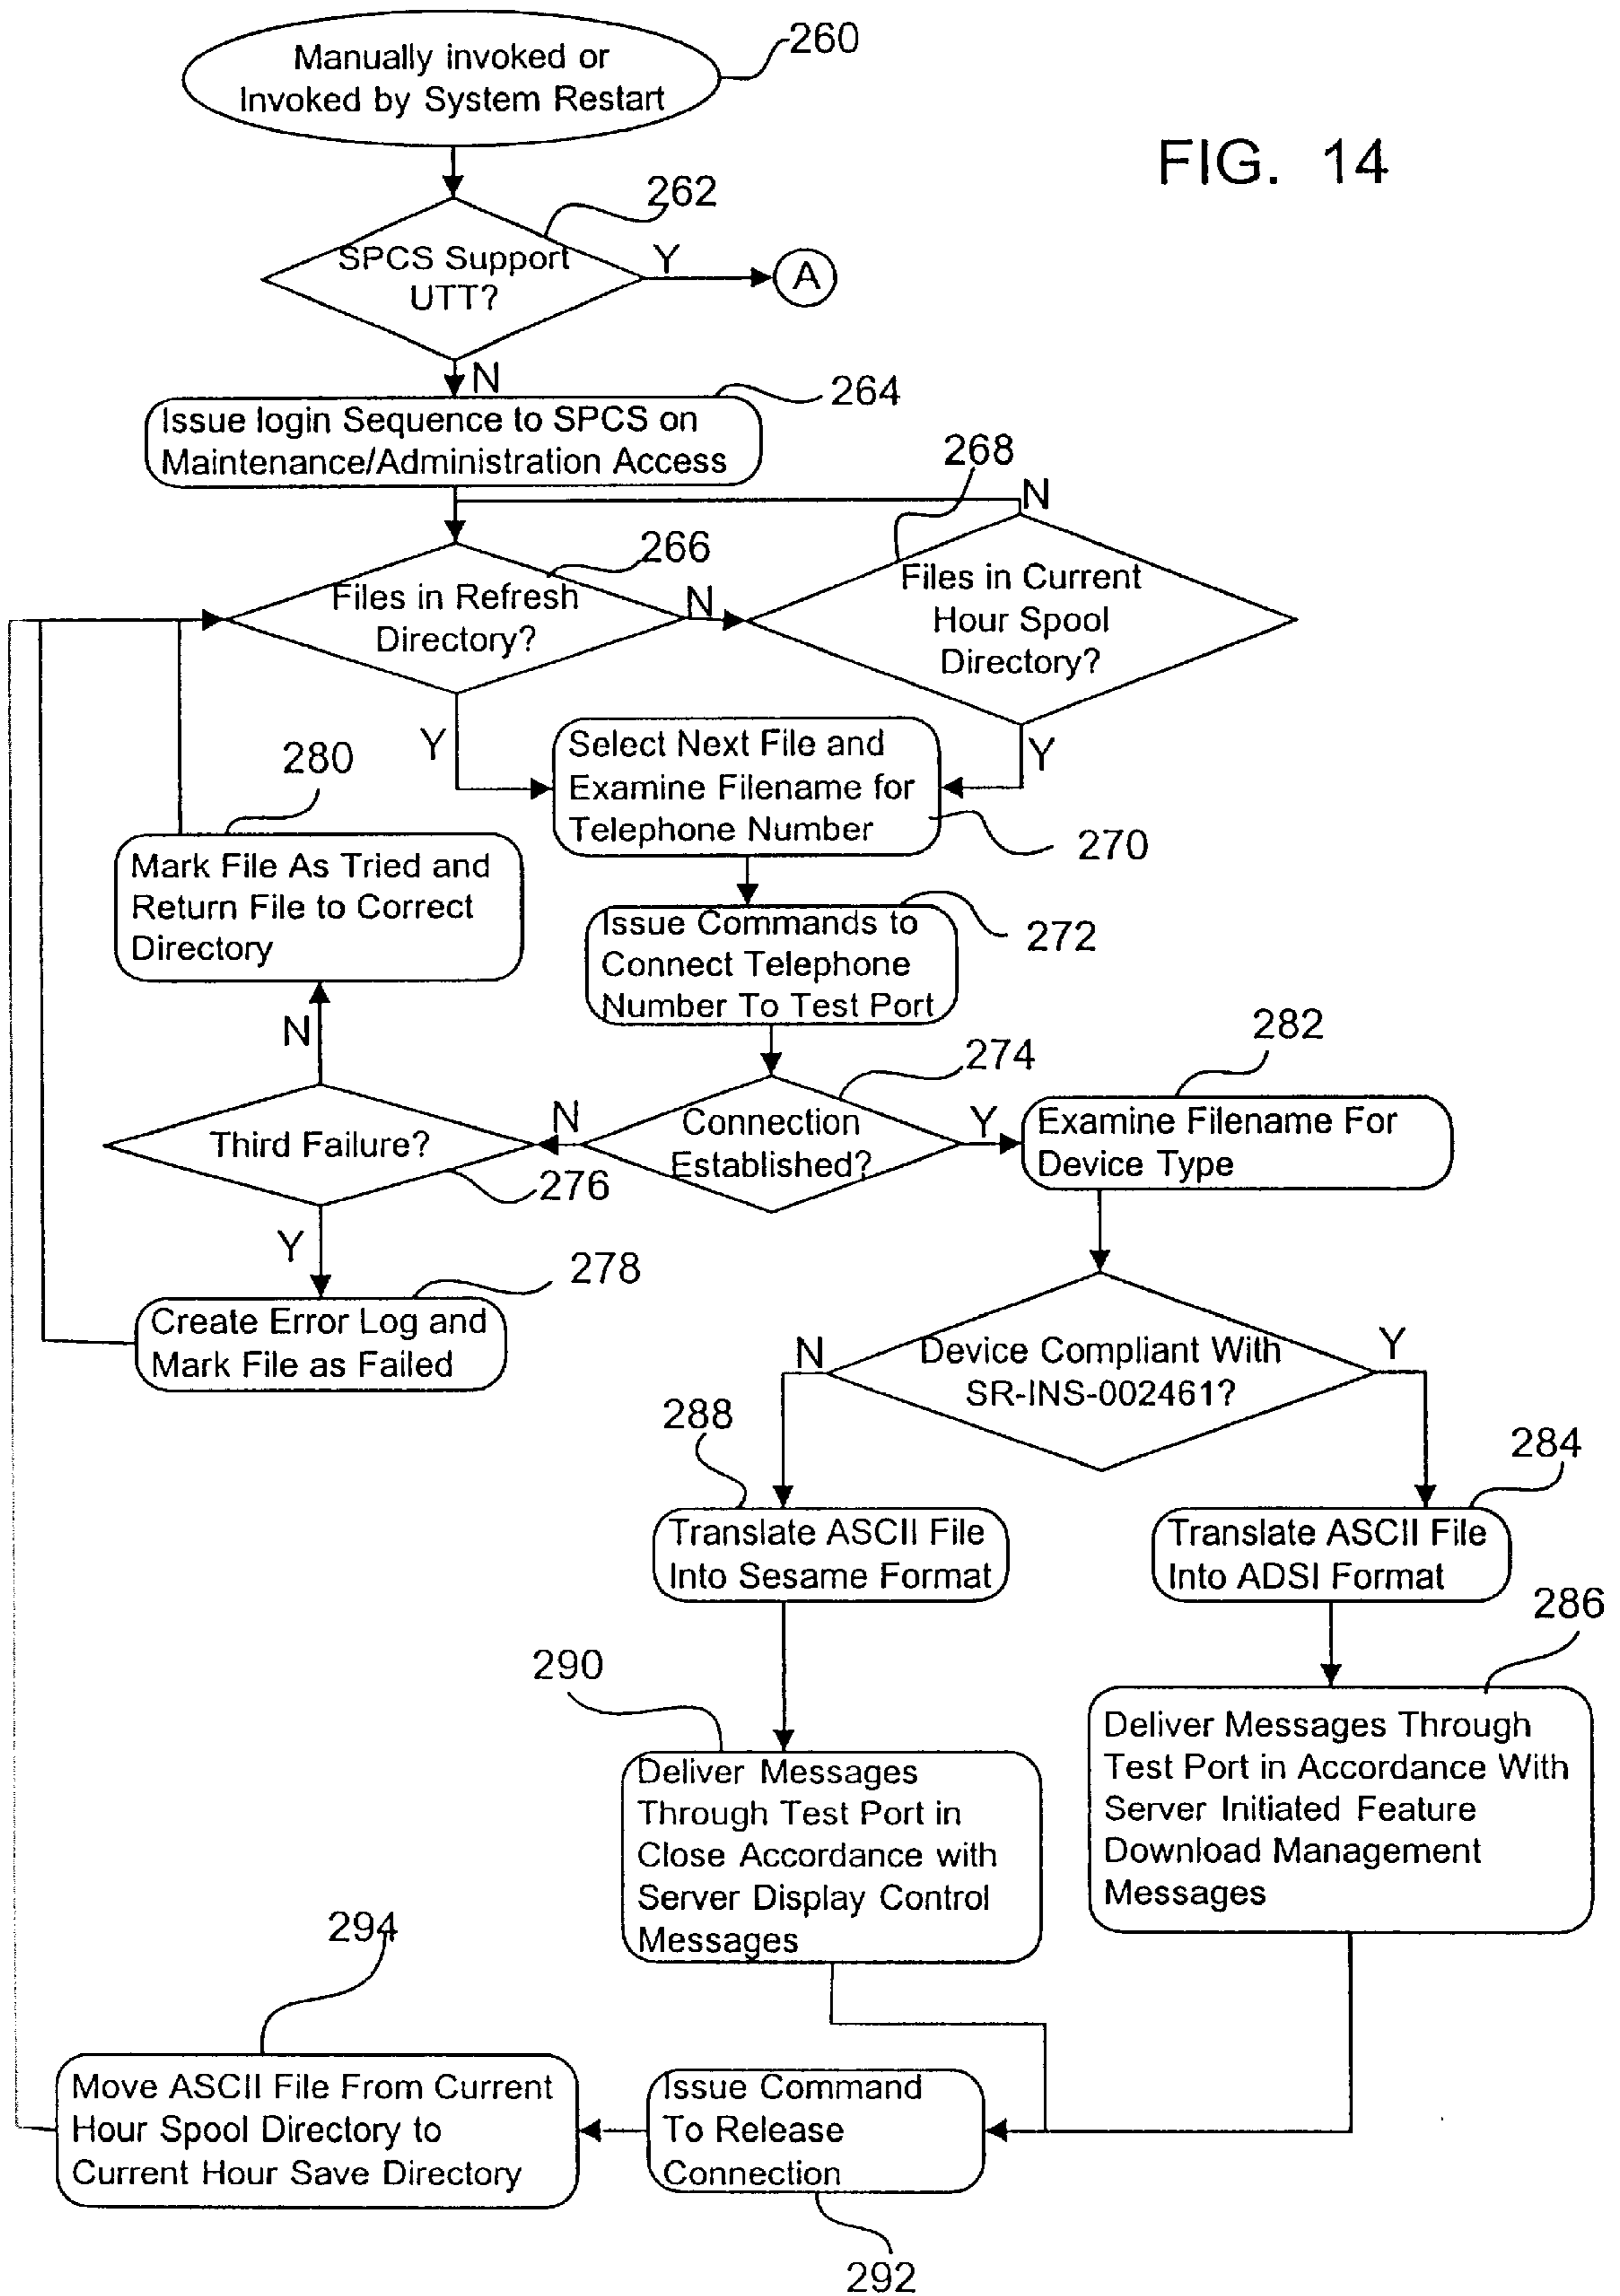 Manually invoked or
Invoked by System Restart
260
FIG. 14
262
SPCS Support
UTT?
Y
A
N
264
Issue login Sequence to SPCS on
Maintenance/Administration Access
268
N
266
Files in Refresh
Directory?
N
Files in Current
Hour Spool
Directory?
Y
Y
Select Next File and
Examine Filename for
Telephone Number
270
280
Mark File As Tried and
Return File to Correct
Directory
Issue Commands to
Connect Telephone
Number To Test Port
272
N
274
282
Third Failure?
276
N
Connection
Established?
Y
Examine Filename For
Device Type
Y
278
Create Error Log and
Mark File as Failed
N
Device Compliant With
SR-INS-002461?
Y
288
284
Translate ASCII File
Into Sesame Format
Translate ASCII File
Into ADSI Format
286
290
Deliver Messages
Through Test Port in
Close Accordance with
Server Display Control
Messages
Deliver Messages Through
Test Port in Accordance With
Server Initiated Feature
Download Management
Messages
294
Move ASCII File From Current
Hour Spool Directory to
Current Hour Save Directory
Issue Command
To Release
Connection
292